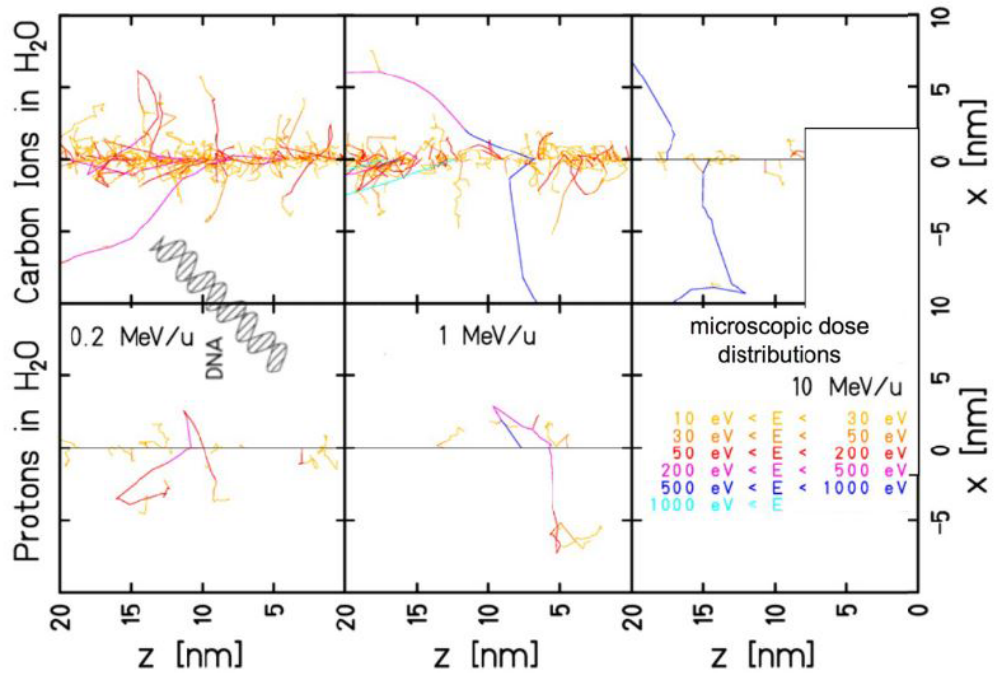 Carbon Ions in H₂O
10
5
0
−5
10
x [nm]
Protons in H₂O
0.2 MeV/u
DNA
1 MeV/u
microscopic dose
distributions
10 MeV/u
10 eV < E < 30 eV
30 eV < E < 50 eV
50 eV < E < 200 eV
200 eV < E < 500 eV
500 eV < E < 1000 eV
1000 eV < E
5
0
−5
x [nm]
20 15 10 5 20 15 10 5 20 15 10 5 0
z [nm] z [nm] z [nm]